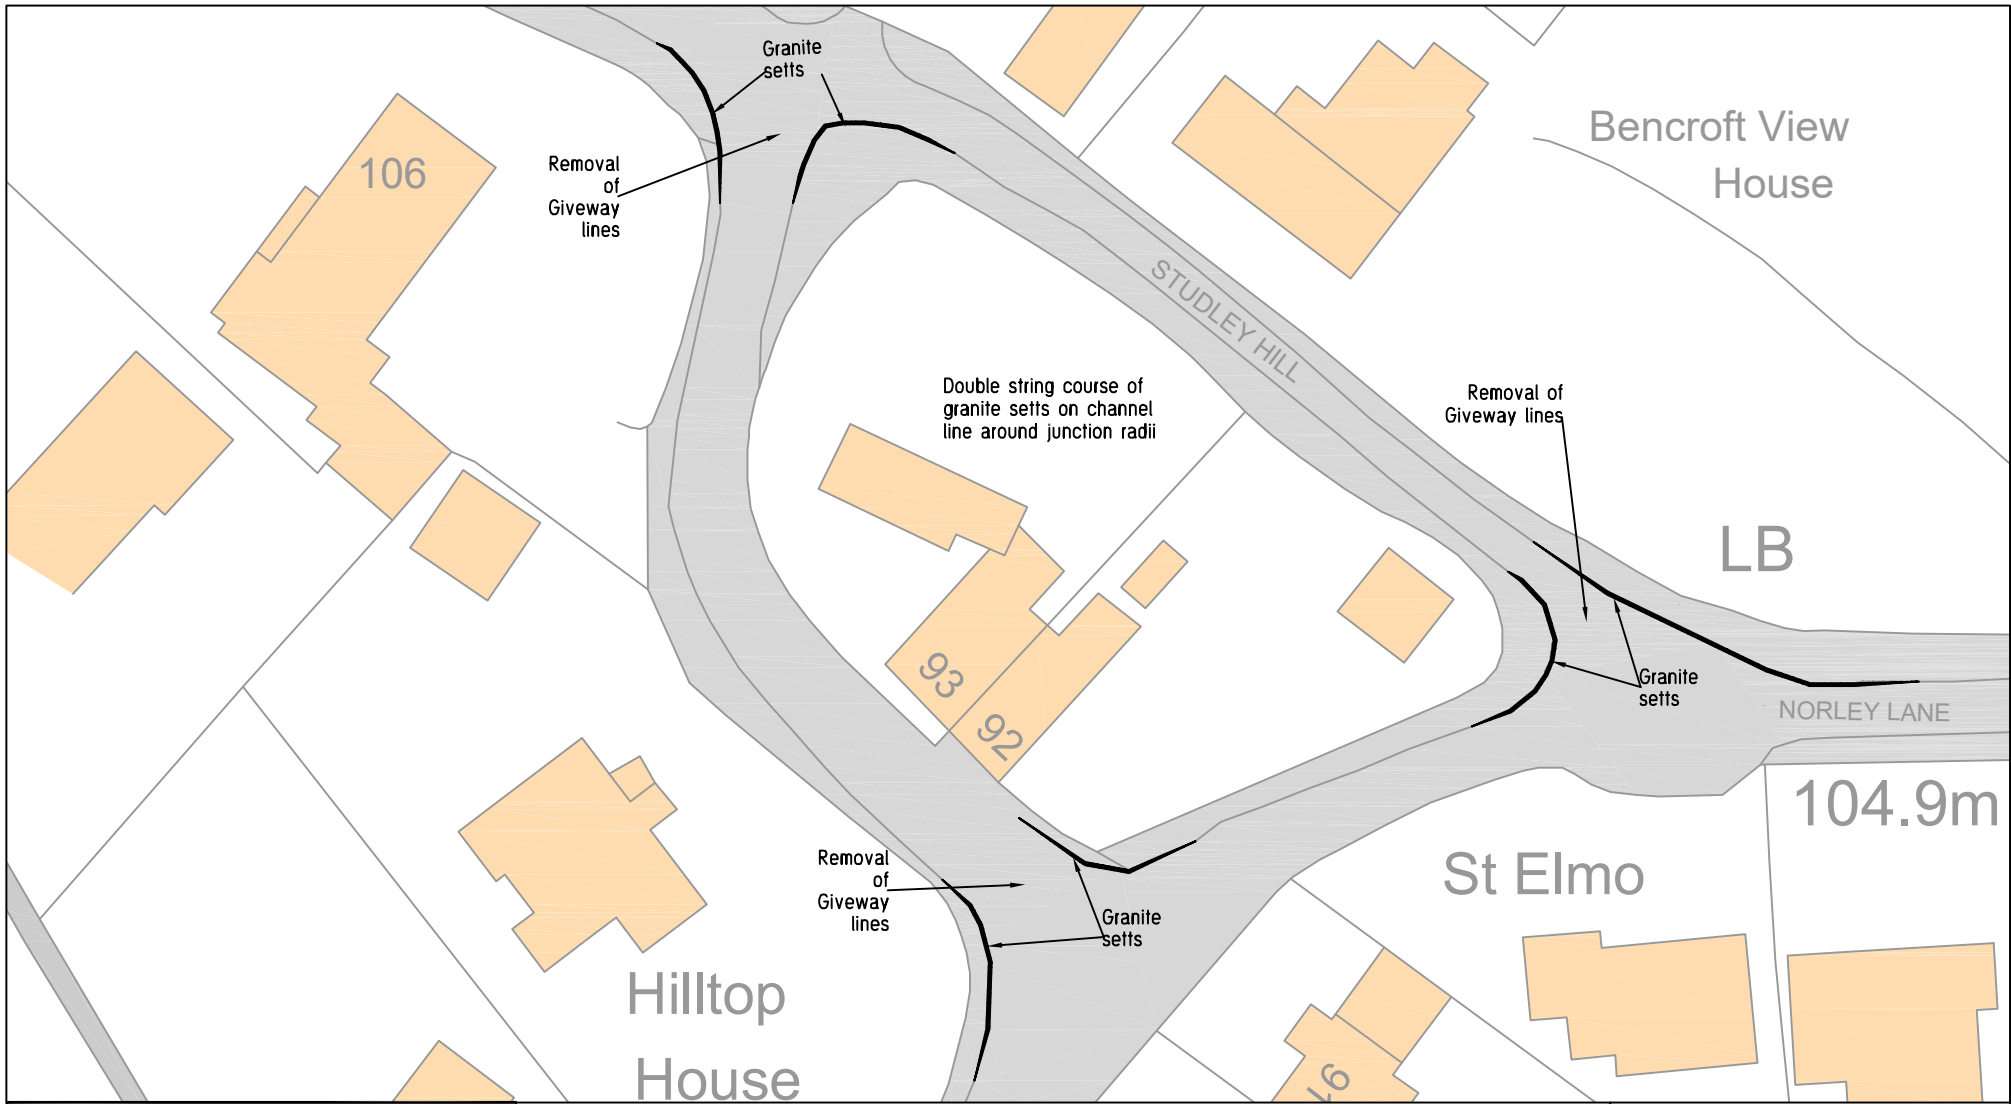 Granite
setts
Bencroft View
House
106
Removal
of
Giveway
lines
STUDLEY HILL
Double string course of
granite setts on channel
line around junction radii
Removal of
Giveway lines
LB
93
92
Granite
setts
NORLEY LANE
104.9m
St Elmo
Removal
of
Giveway
lines
Granite
setts
Hilltop
House